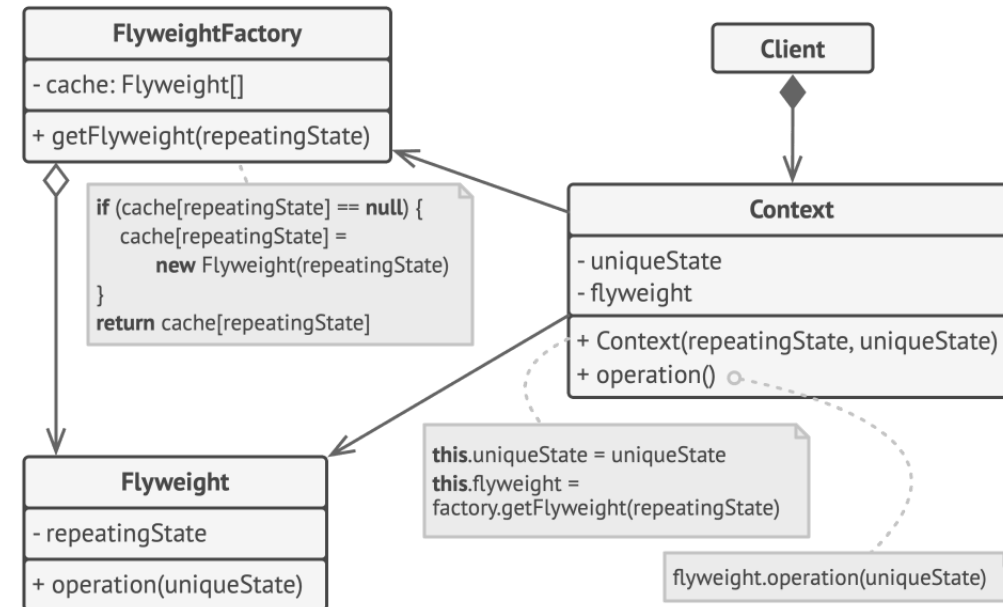 FlyweightFactory
- cache: Flyweight[]
+ getFlyweight(repeatingState)
if (cache[repeatingState] == null) {
cache[repeatingState] =
new Flyweight(repeatingState)
}
return cache[repeatingState]
Client
Context
- uniqueState
- flyweight
+ Context(repeatingState, uniqueState)
+ operation()
this.uniqueState = uniqueState
this.flyweight =
factory.getFlyweight(repeatingState)
flyweight.operation(uniqueState)
Flyweight
- repeatingState
+ operation(uniqueState)